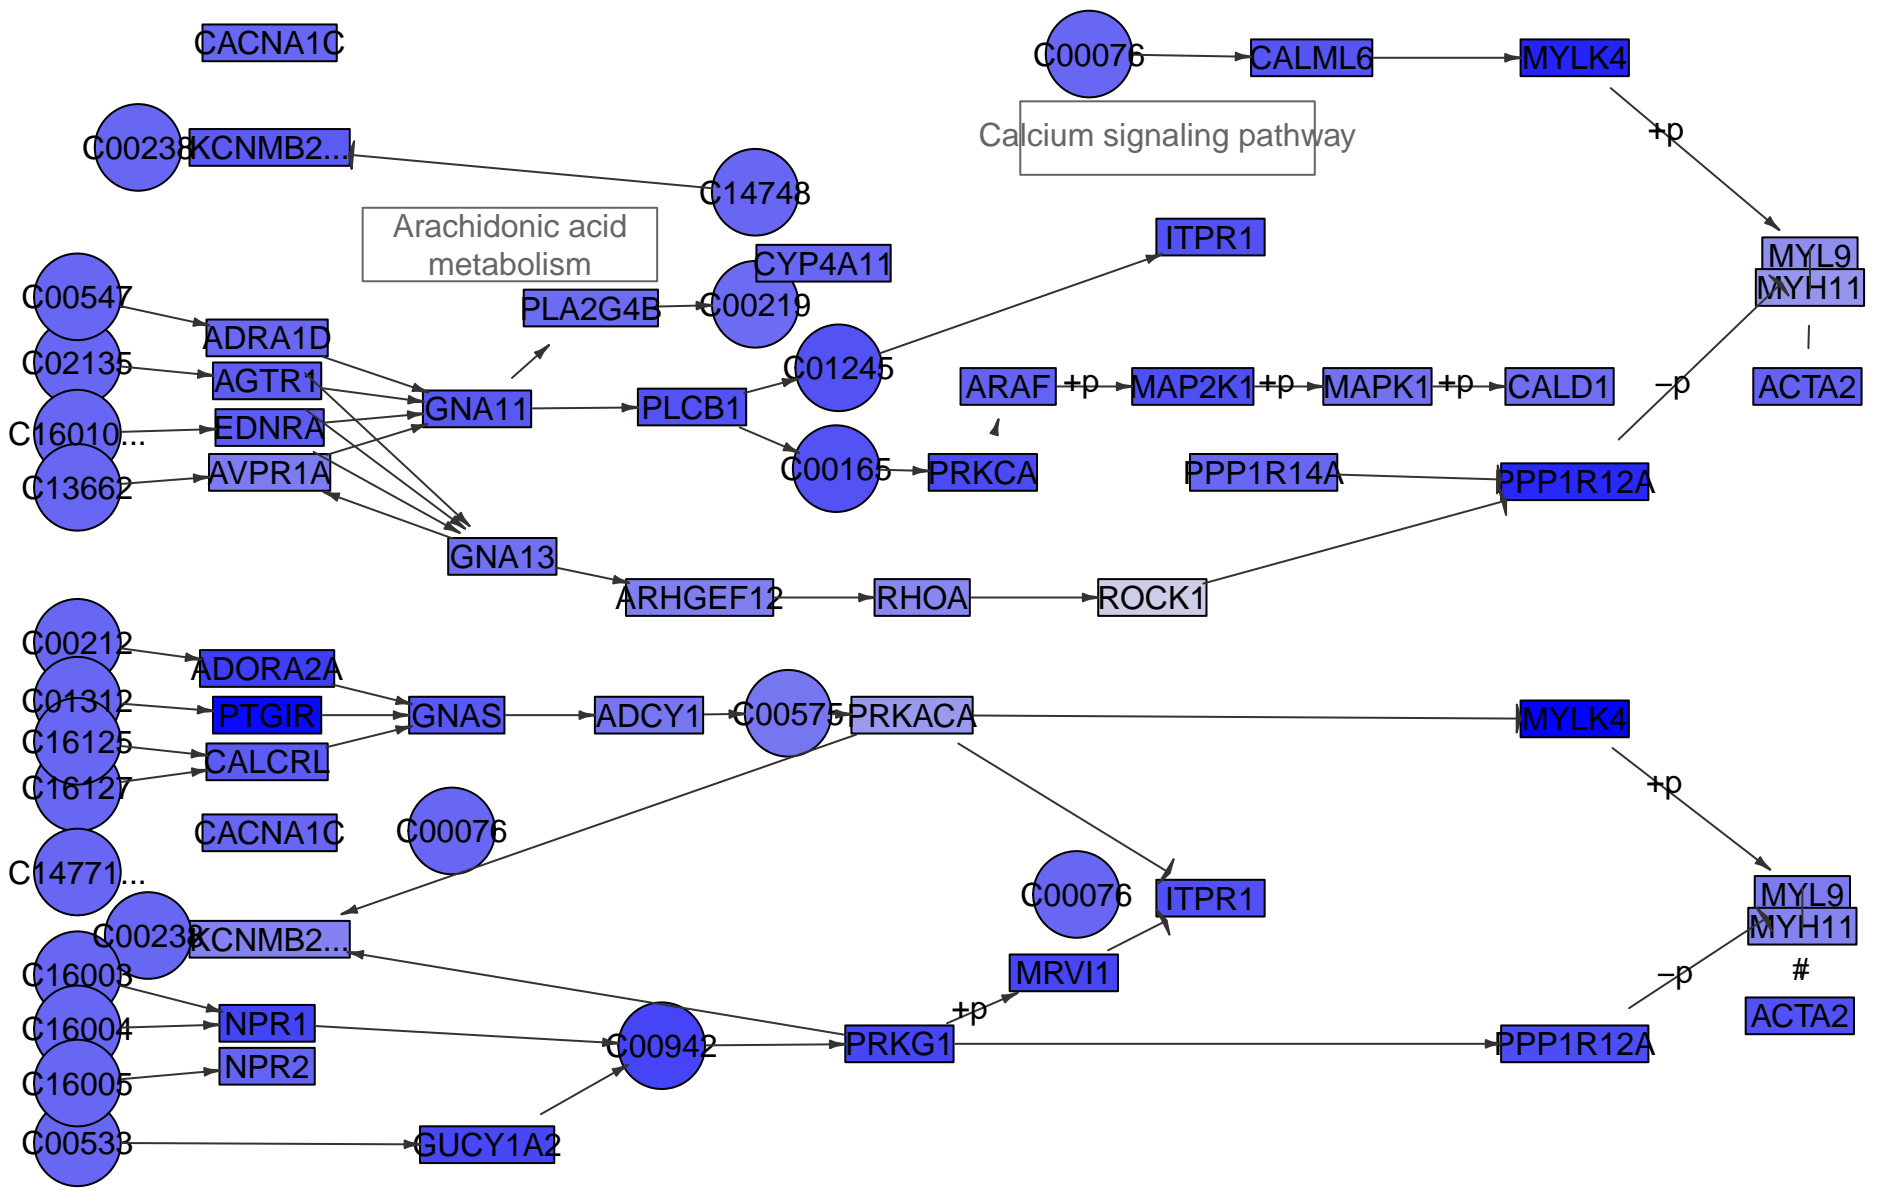 CACNA1C
C00076
CALML6
MYLK4
+p
Calcium signaling pathway
C00238
KCNMB2...
C14748
Arachidonic acid
metabolism
ITPR1
MYL9
MYH11
CYP4A11
C00219
PLA2G4B
C00547
ADRA1D
C02135
AGTR1
C16010...
EDNRA
C13662
AVPR1A
GNA11
PLCB1
C01245
C00165
PRKCA
ARAF
+p
MAP2K1
+p
MAPK1
+p
CALD1
–p
ACTA2
PPP1R14A
PPP1R12A
GNA13
ARHGEF12
RHOA
ROCK1
C00212
ADORA2A
C01312
PTGIR
C16125
CALCRL
C16127
GNAS
ADCY1
C00575
PRKACA
MYLK4
+p
CACNA1C
C00076
C14771...
C00238
KCNMB2...
C00076
ITPR1
MYL9
MYH11
#
ACTA2
–p
C16003
C16004
NPR1
C16005
NPR2
C00533
GUCY1A2
C00942
PRKG1
+p
MRVI1
PPP1R12A